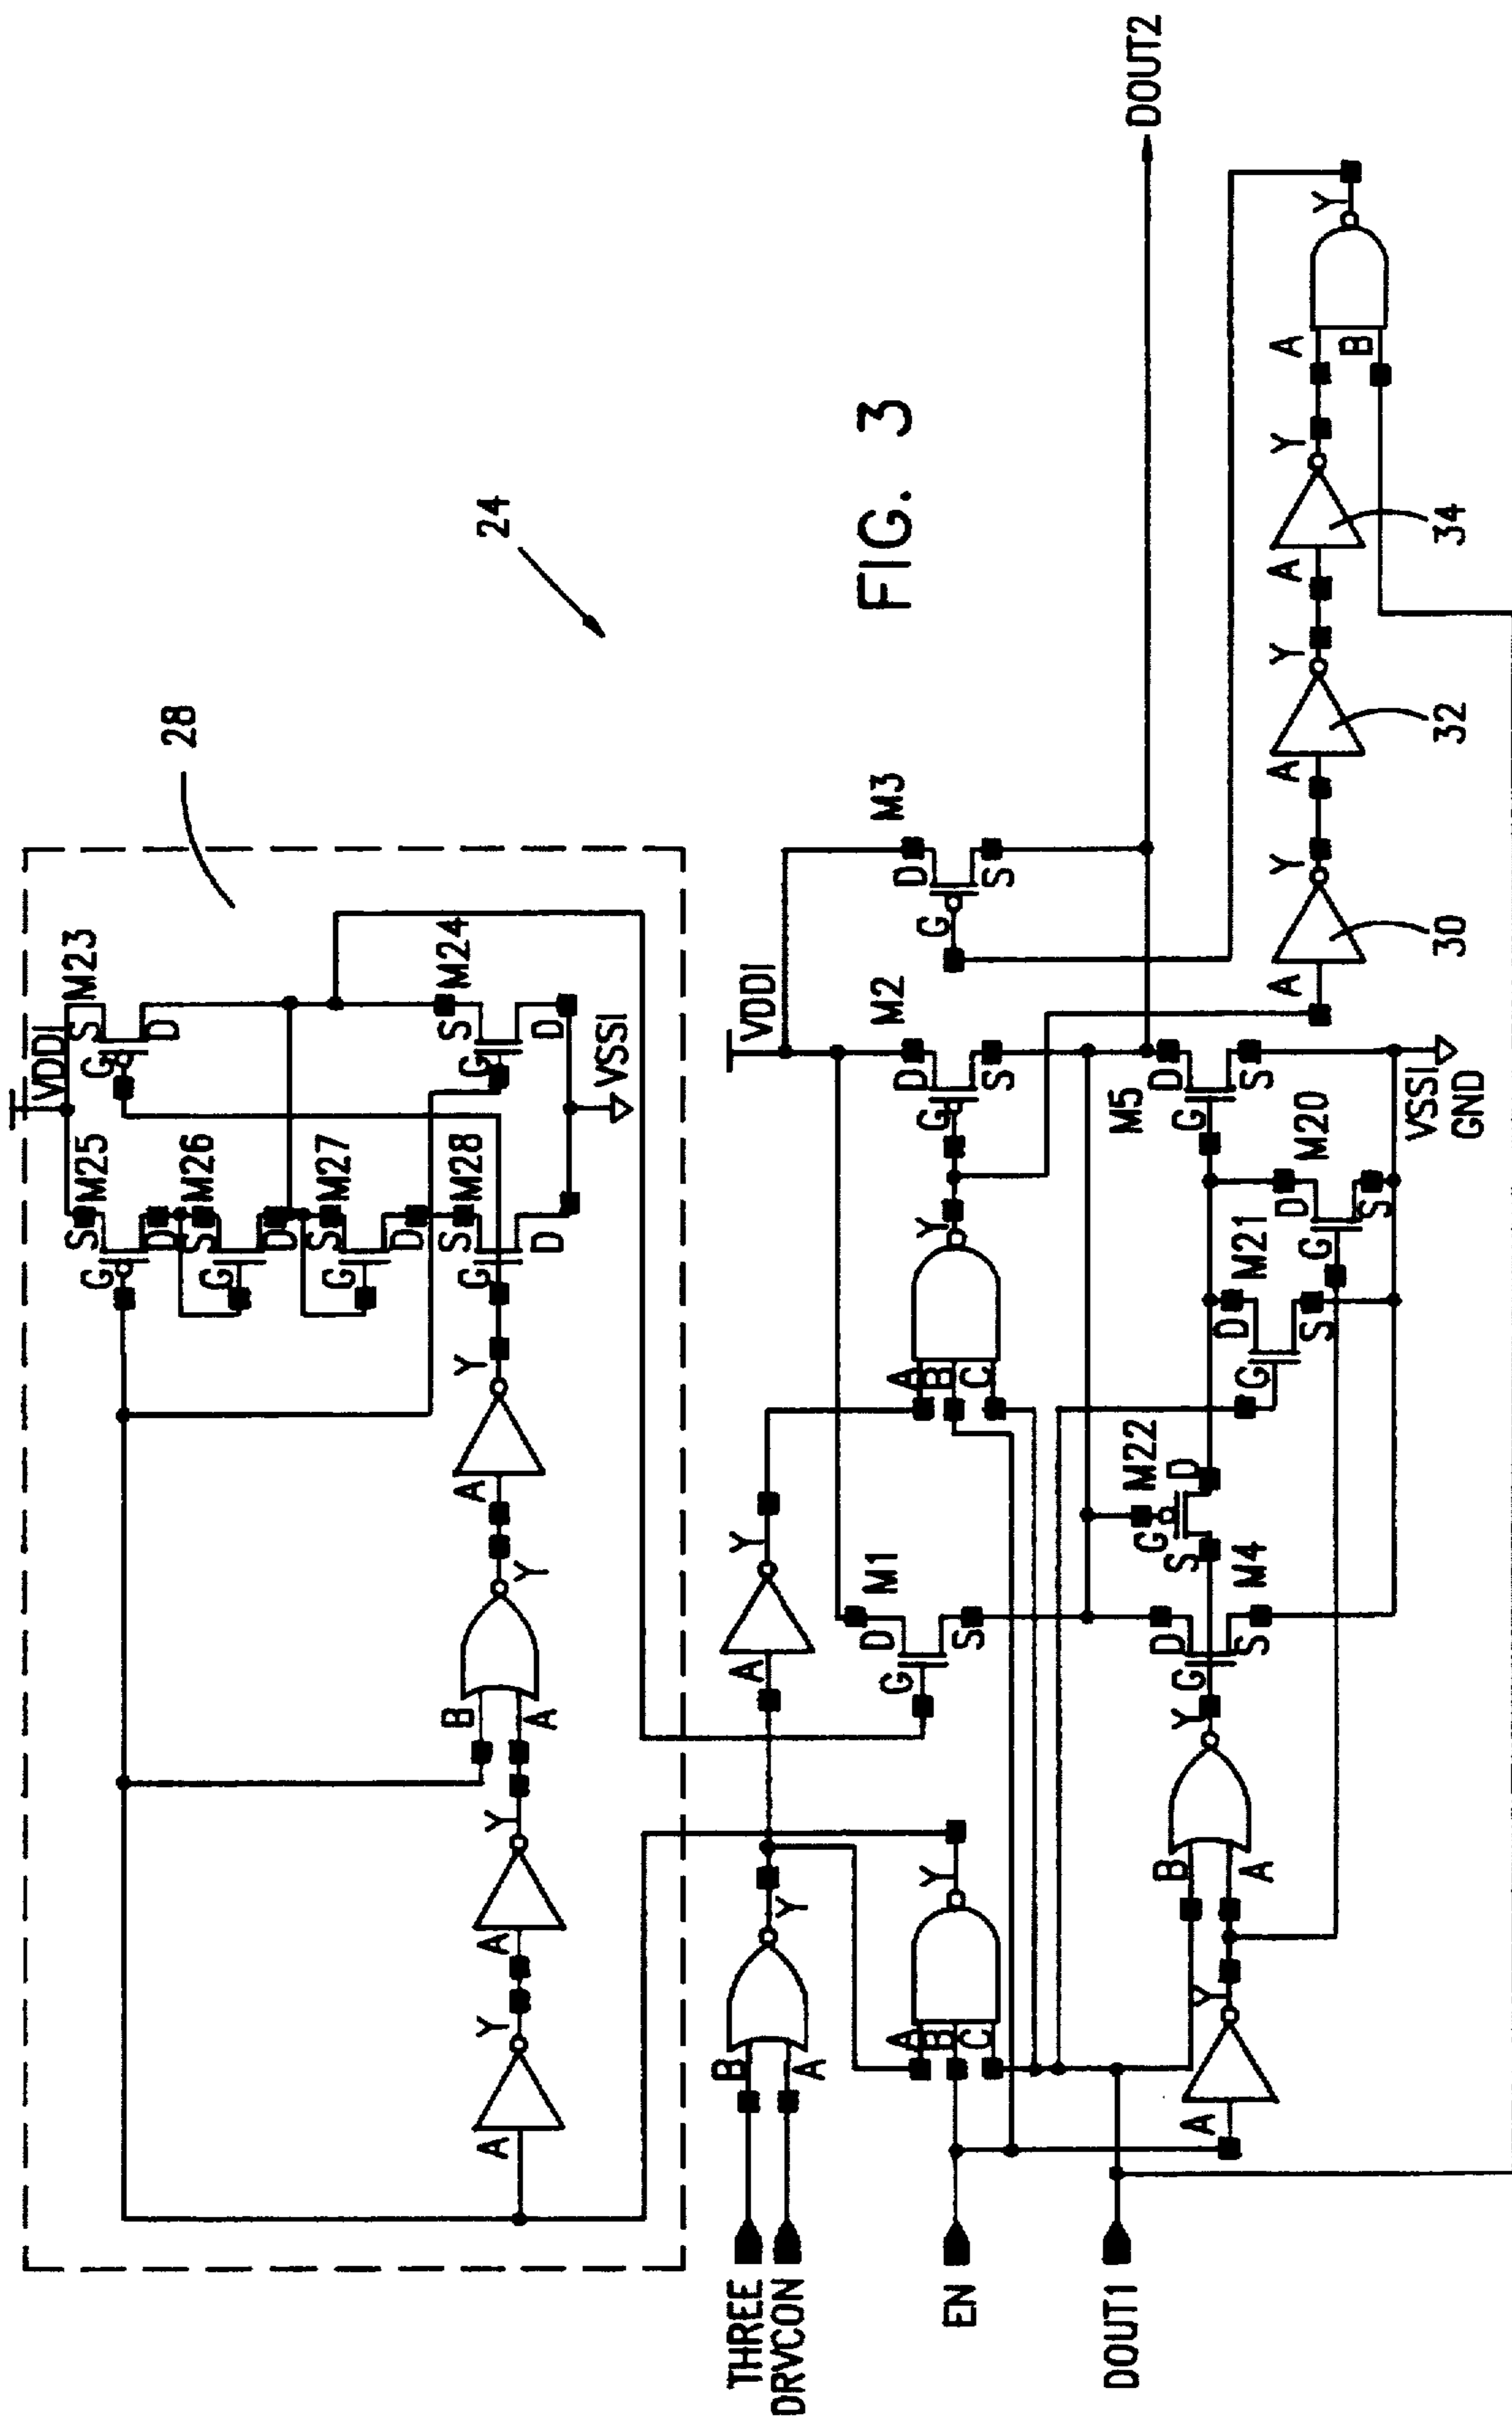 24
28
VDDI
M25
S
G
D
M23
S
G
D
M26
S
G
D
M27
S
G
D
M28
S
G
D
M24
S
G
D
VSSI
A
Y
A
Y
B
A
Y
A
Y
THREE
DRVCON
B
A
Y
A
Y
VDDI
M1
D
G
S
M2
D
G
S
M3
D
G
S
FIG. 3
EN
A
B
C
Y
A
B
C
Y
DOUT1
DOUT2
A
Y
B
A
Y
M4
D
G
S
M22
G
S
D
M5
D
G
S
M21
D
G
S
M20
D
G
S
VSSI
GND
A
Y
30
A
Y
32
A
Y
34
A
B
Y